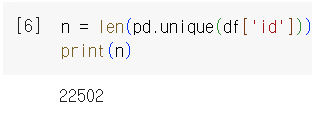 [6] n = len(pd.unique(df['id']))
print(n)
22502